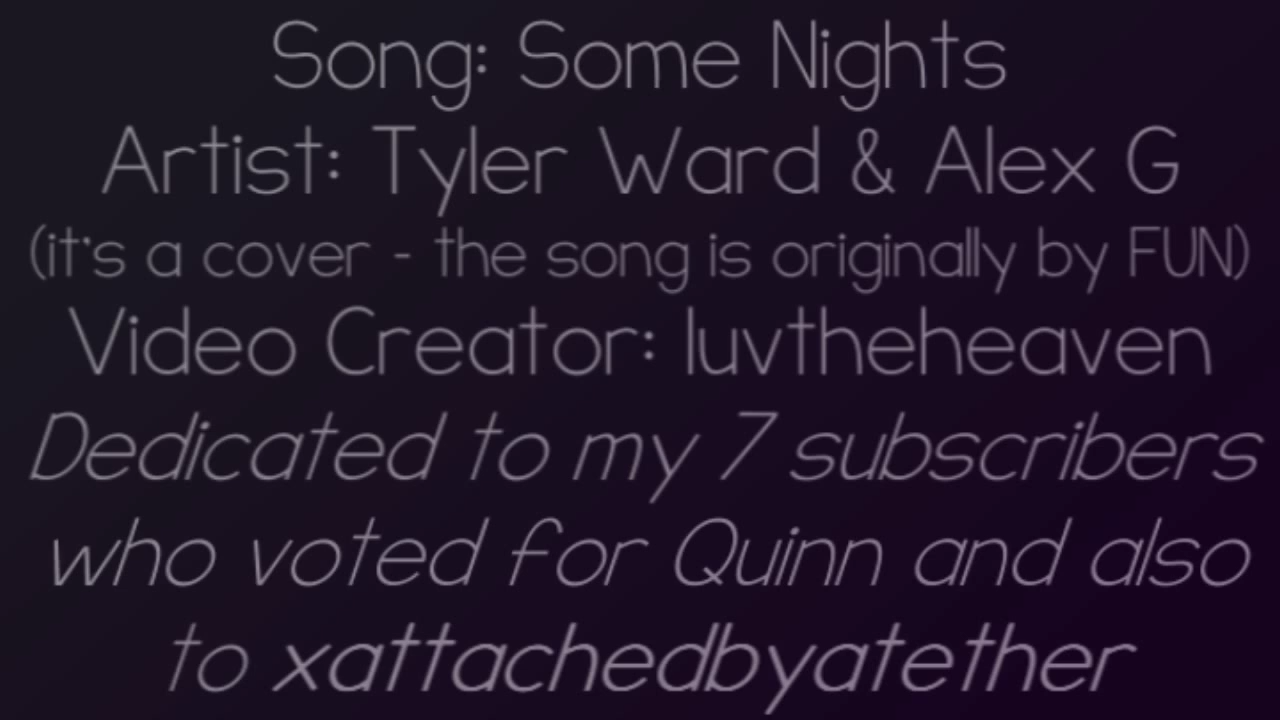 Song: Some Nights
Artist: Tyler Ward & Alex G
(it's a cover - the song is originally by FUN)
Video Creator: luvtheheaven
Dedicated to my 7 subscribers
who voted for Quinn and also
to xattachedbyatether